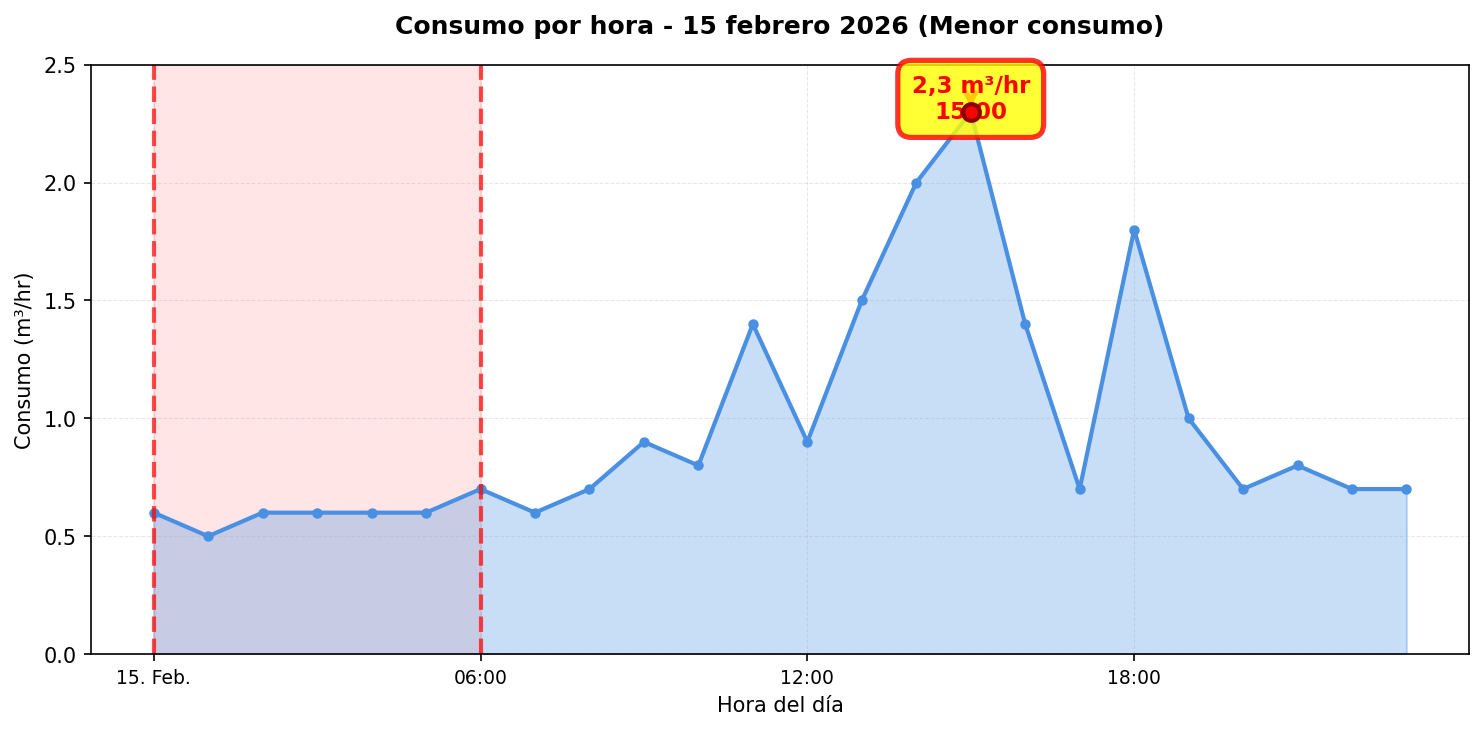 Consumo por hora - 15 febrero 2026 (Menor consumo)
2,3 m³/hr
15:00
2.5
2.0
1.5
1.0
0.5
0.0
Consumo (m³/hr)
15. Feb.
06:00
12:00
18:00
Hora del día